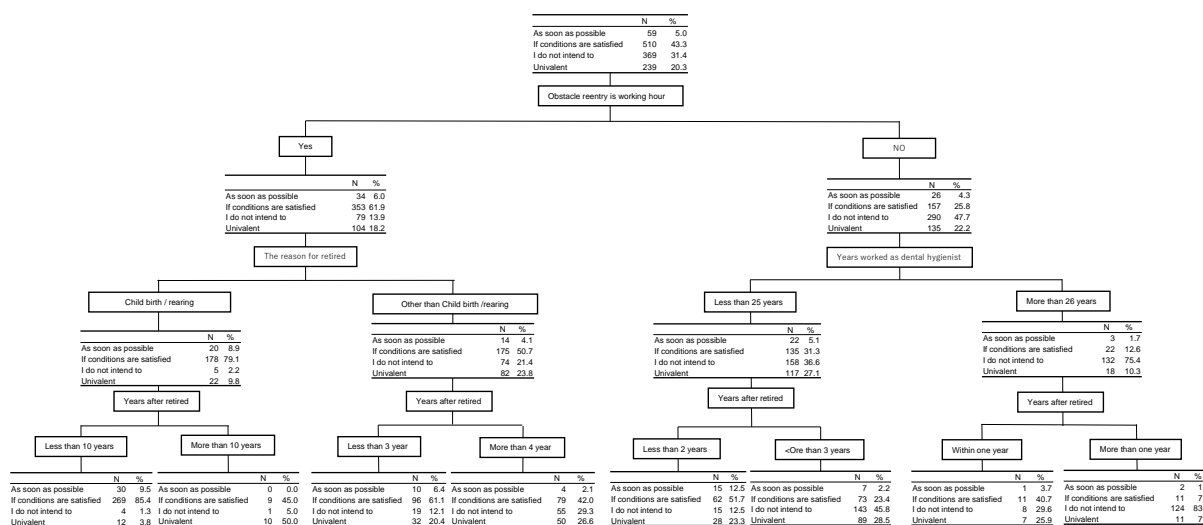 N %
As soon as possible 59 5.0
If conditions are satisfied 510 43.3
I do not intend to 369 31.4
Univalent 239 20.3
Obstacle reentry is working hour
Yes
NO
N %
As soon as possible 34 6.0
If conditions are satisfied 353 61.9
I do not intend to 79 13.9
Univalent 104 18.2
N %
As soon as possible 26 4.3
If conditions are satisfied 157 25.8
I do not intend to 290 47.7
Univalent 135 22.2
The reason for retired
Years worked as dental hygienist
Child birth / rearing
Other than Child birth /rearing
Less than 25 years
More than 26 years
N %
As soon as possible 20 8.9
If conditions are satisfied 178 79.1
I do not intend to 5 2.2
Univalent 22 9.8
N %
As soon as possible 14 4.1
If conditions are satisfied 175 50.7
I do not intend to 74 21.4
Univalent 82 23.8
N %
As soon as possible 22 5.1
If conditions are satisfied 135 31.3
I do not intend to 158 36.6
Univalent 117 27.1
N %
As soon as possible 3 1.7
If conditions are satisfied 22 12.6
I do not intend to 132 75.4
Univalent 18 10.3
Years after retired
Years after retired
Years after retired
Years after retired
Less than 10 years
More than 10 years
Less than 3 year
More than 4 year
Less than 2 years
<Ore than 3 years
Within one year
More than one year
N %
As soon as possible 30 9.5
If conditions are satisfied 269 85.4
I do not intend to 4 1.3
Univalent 12 3.8
N %
As soon as possible 0 0.0
If conditions are satisfied 9 45.0
I do not intend to 1 5.0
Univalent 10 50.0
N %
As soon as possible 10 6.4
If conditions are satisfied 96 61.1
I do not intend to 19 12.1
Univalent 32 20.4
N %
As soon as possible 4 2.1
If conditions are satisfied 79 42.0
I do not intend to 55 29.3
Univalent 50 26.6
N %
As soon as possible 15 12.5
If conditions are satisfied 62 51.7
I do not intend to 15 12.5
Univalent 28 23.3
N %
As soon as possible 7 2.2
If conditions are satisfied 73 23.4
I do not intend to 143 45.8
Univalent 89 28.5
N %
As soon as possible 1 3.7
If conditions are satisfied 11 40.7
I do not intend to 8 29.6
Univalent 7 25.9
N %
As soon as possible 2
If conditions are satisfied 11
I do not intend to 124
Univalent 11